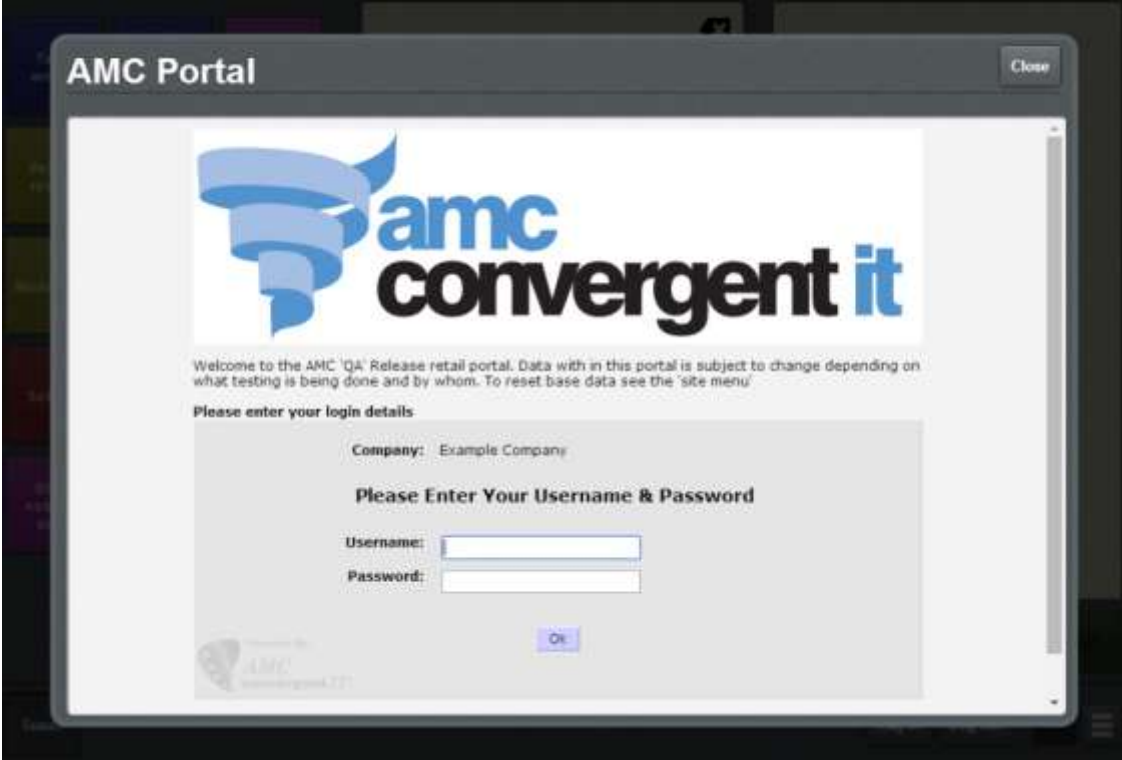 AMC Portal
Close
amc
convergent it
Welcome to the AMC 'QA' Release retail portal. Data with in this portal is subject to change depending on
what testing is being done and by whom. To reset base data see the 'site menu'
Please enter your login details
Company: Example Company
Please Enter Your Username & Password
Username:
Password:
Ok
AMC